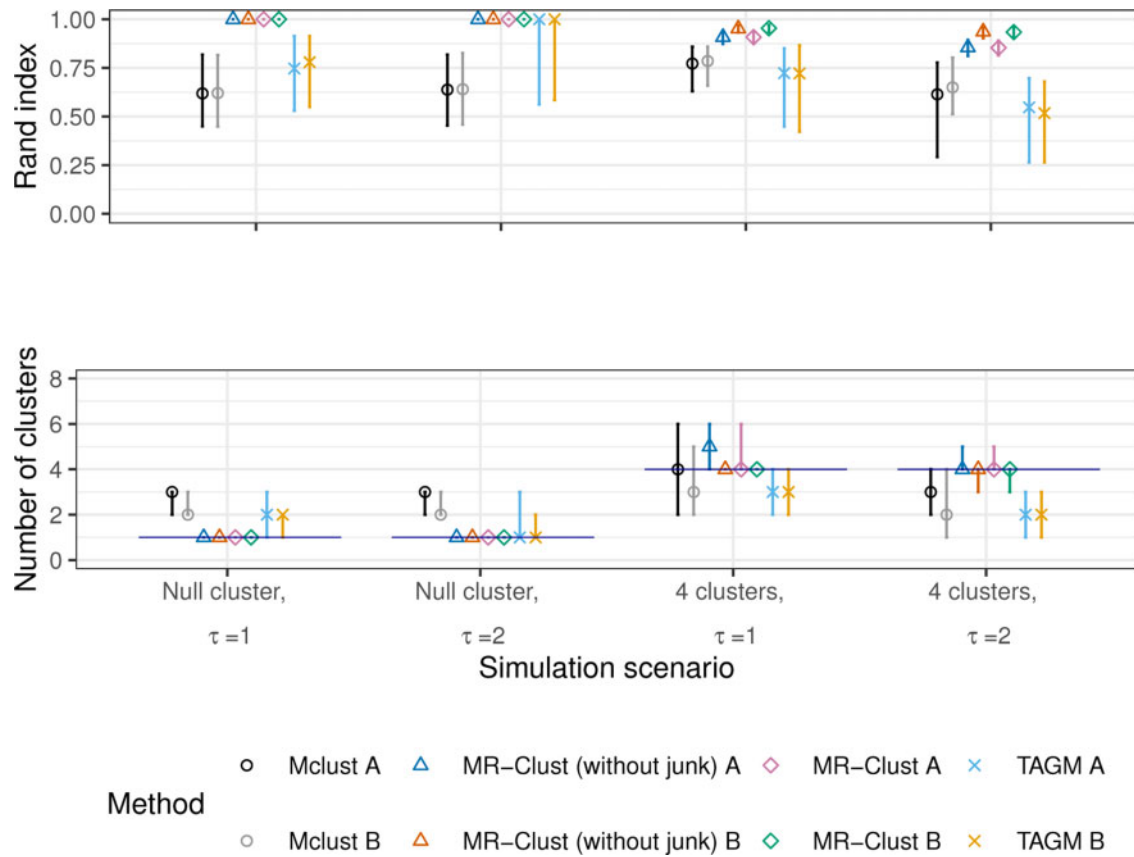 Rand index
1.00
0.75
0.50
0.25
0.00
Number of clusters
8
6
4
2
0
Null cluster,
τ =1
Null cluster,
τ =2
4 clusters,
τ =1
4 clusters,
τ =2
Simulation scenario
Method
Mclust A
MR−Clust (without junk) A
MR−Clust A
TAGM A
Mclust B
MR−Clust (without junk) B
MR−Clust B
TAGM B